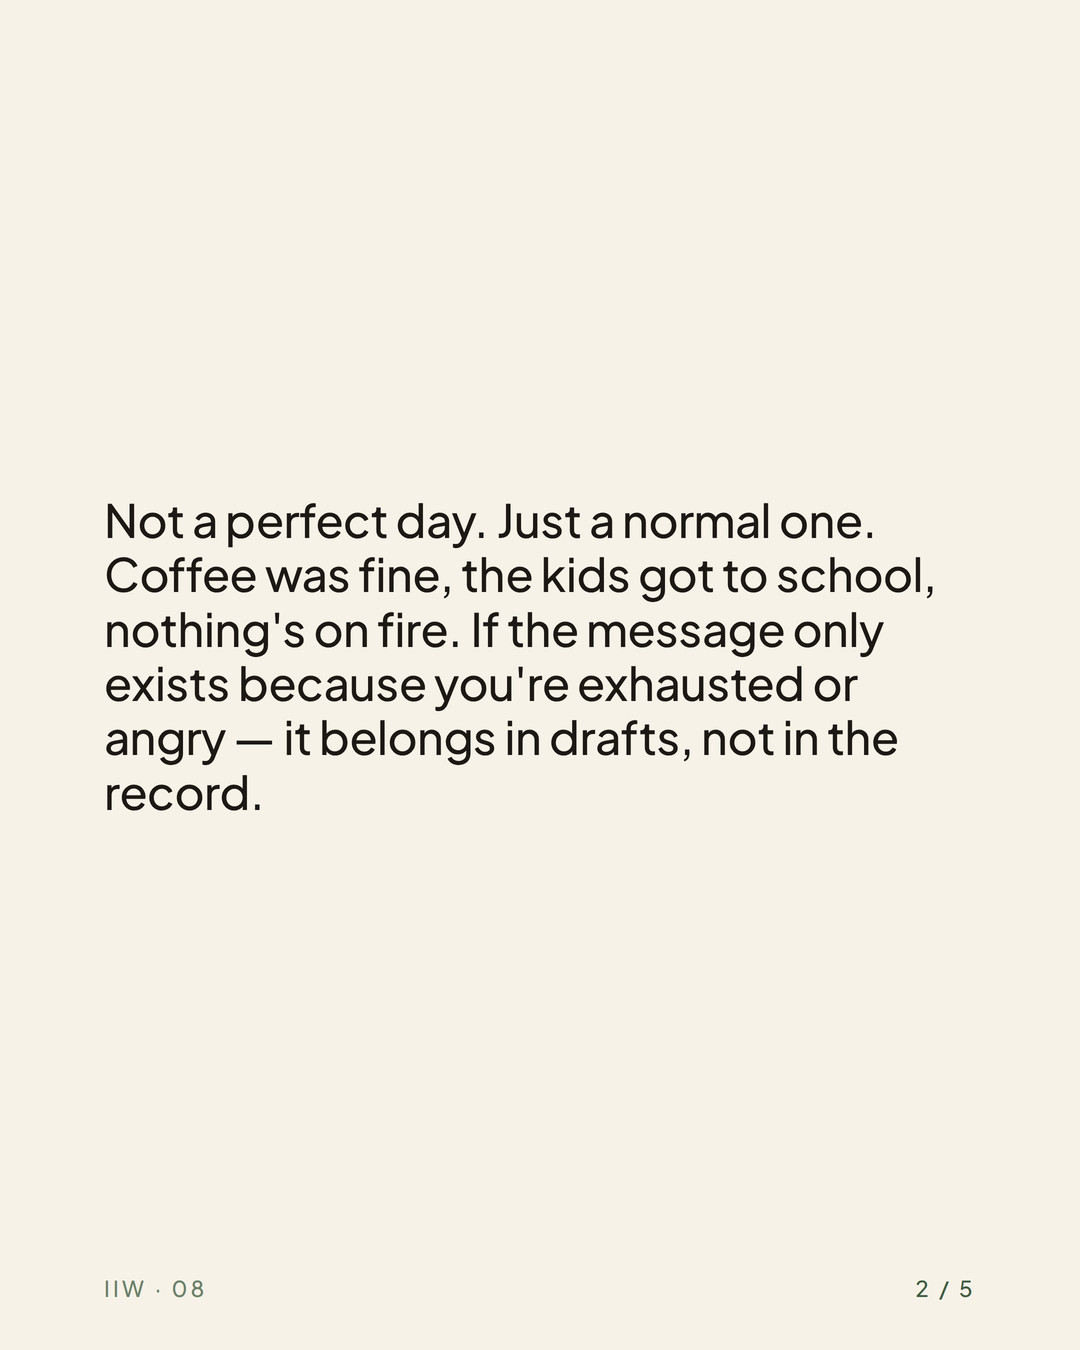 Not a perfect day. Just a normal one.
Coffee was fine, the kids got to school,
nothing's on fire. If the message only
exists because you're exhausted or
angry — it belongs in drafts, not in the
record.
IIW · 08
2 / 5